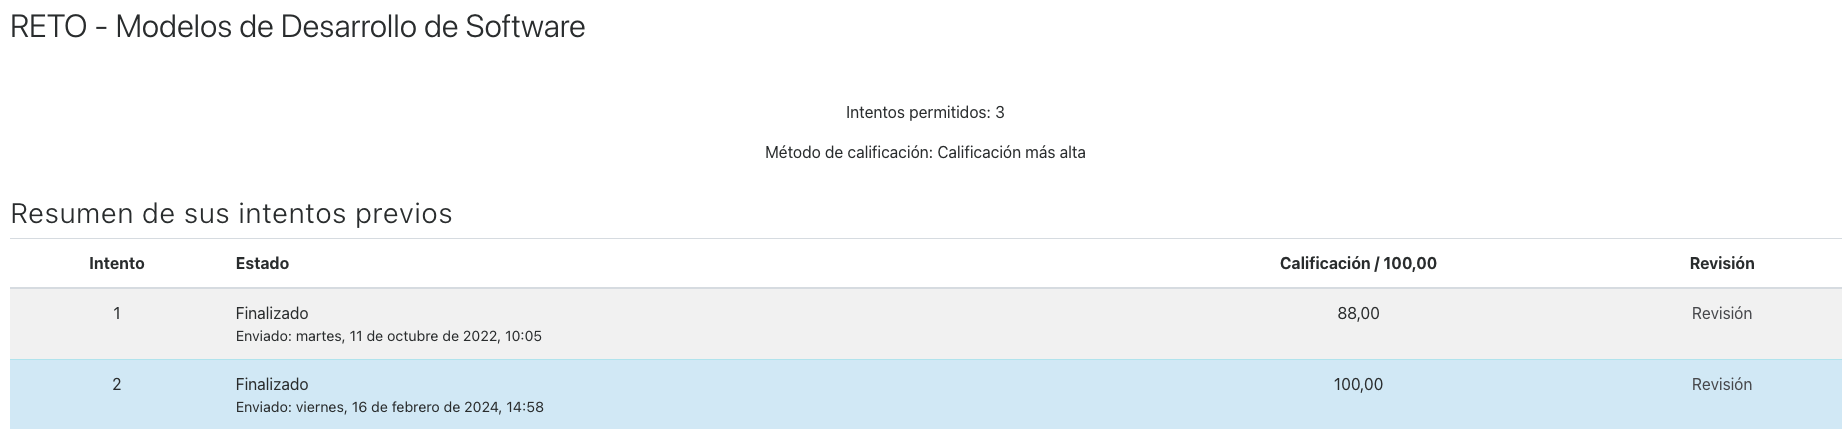 RETO - Modelos de Desarrollo de Software
Intentos permitidos: 3
Método de calificación: Calificación más alta
Resumen de sus intentos previos
Intento Estado Calificación / 100,00 Revisión
1 Finalizado 88,00 Revisión
Enviado: martes, 11 de octubre de 2022, 10:05
2 Finalizado 100,00 Revisión
Enviado: viernes, 16 de febrero de 2024, 14:58